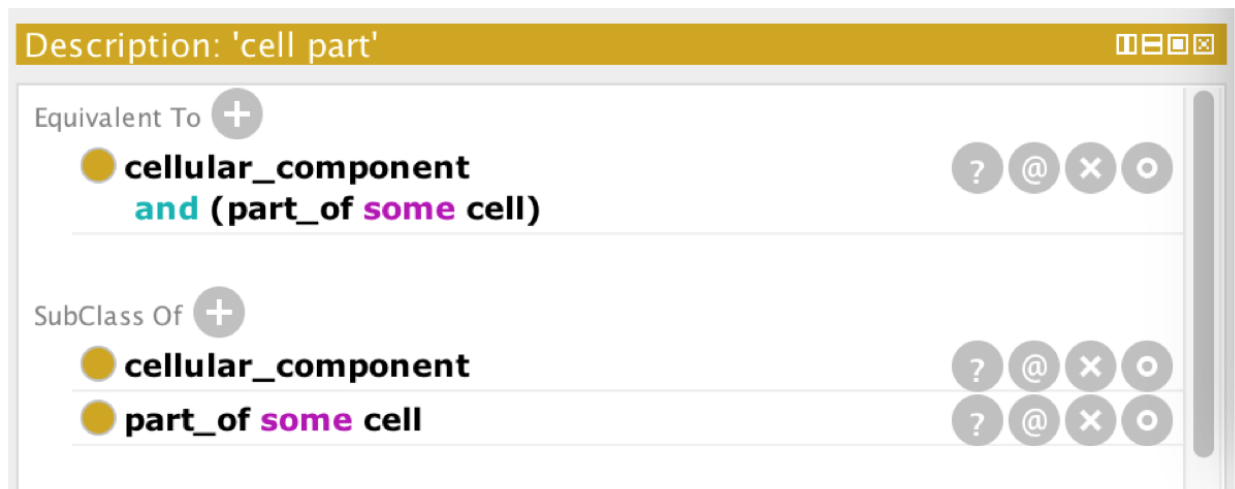 Description: 'cell part'
Equivalent To +
cellular_component ? @ × o
and (part_of some cell)
SubClass Of +
cellular_component ? @ × o
part_of some cell ? @ × o